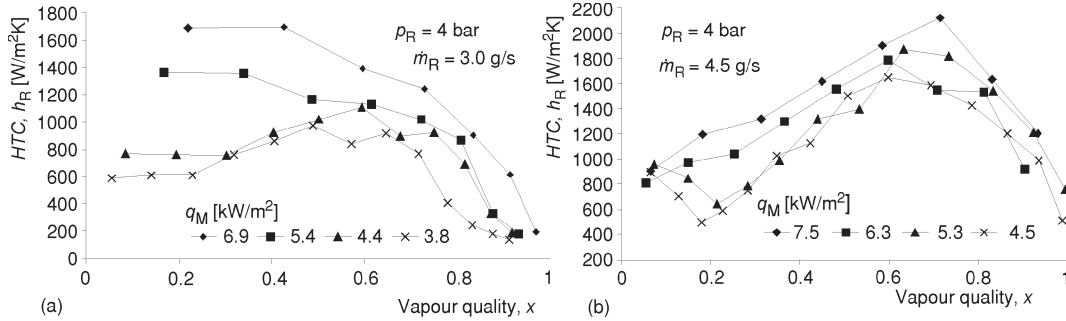 HTC, hR [W/m²K]
1800
1600
1400
1200
1000
800
600
400
200
0
pR = 4 bar
ṁR = 3.0 g/s
qM [kW/m²]
6.9 5.4 4.4 3.8
0 0.2 0.4 0.6 0.8 1
(a) Vapour quality, x
HTC, hR [W/m²K]
2200
2000
1800
1600
1400
1200
1000
800
600
400
200
pR = 4 bar
ṁR = 4.5 g/s
qM [kW/m²]
7.5 6.3 5.3 4.5
0 0.2 0.4 0.6 0.8 1
(b) Vapour quality, x